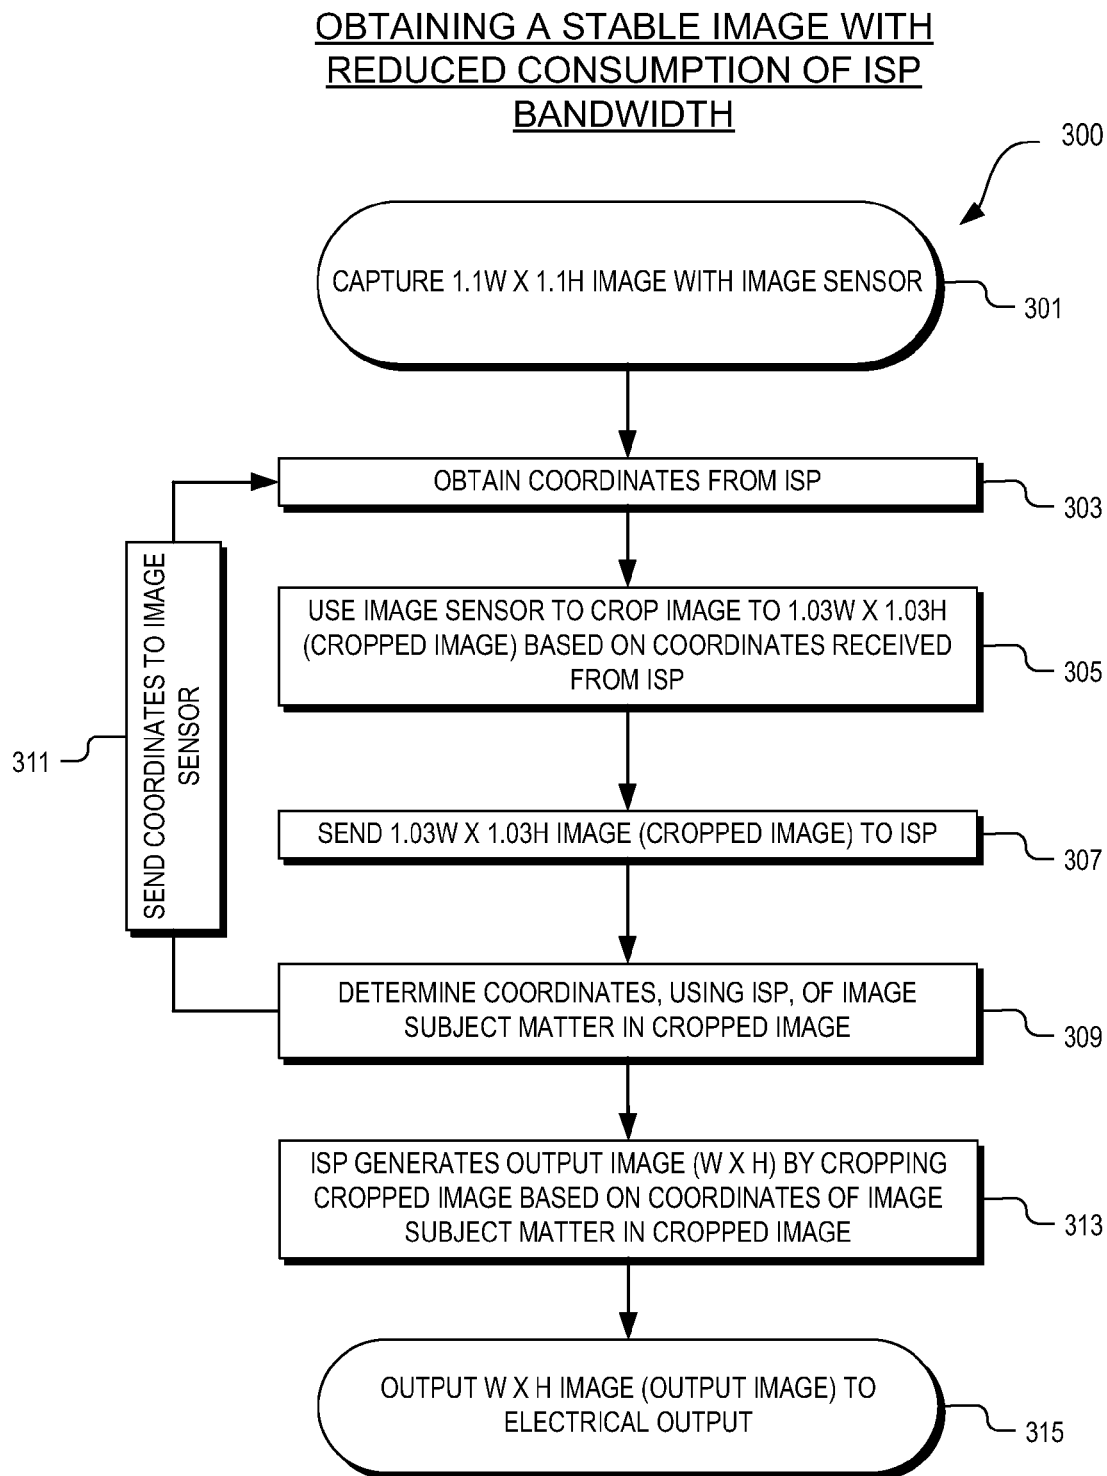 OBTAINING A STABLE IMAGE WITH
REDUCED CONSUMPTION OF ISP
BANDWIDTH
300
CAPTURE 1.1W X 1.1H IMAGE WITH IMAGE SENSOR
301
OBTAIN COORDINATES FROM ISP
303
USE IMAGE SENSOR TO CROP IMAGE TO 1.03W X 1.03H
(CROPPED IMAGE) BASED ON COORDINATES RECEIVED
FROM ISP
305
SEND COORDINATES TO IMAGE
SENSOR
311
SEND 1.03W X 1.03H IMAGE (CROPPED IMAGE) TO ISP
307
DETERMINE COORDINATES, USING ISP, OF IMAGE
SUBJECT MATTER IN CROPPED IMAGE
309
ISP GENERATES OUTPUT IMAGE (W X H) BY CROPPING
CROPPED IMAGE BASED ON COORDINATES OF IMAGE
SUBJECT MATTER IN CROPPED IMAGE
313
OUTPUT W X H IMAGE (OUTPUT IMAGE) TO
ELECTRICAL OUTPUT
315